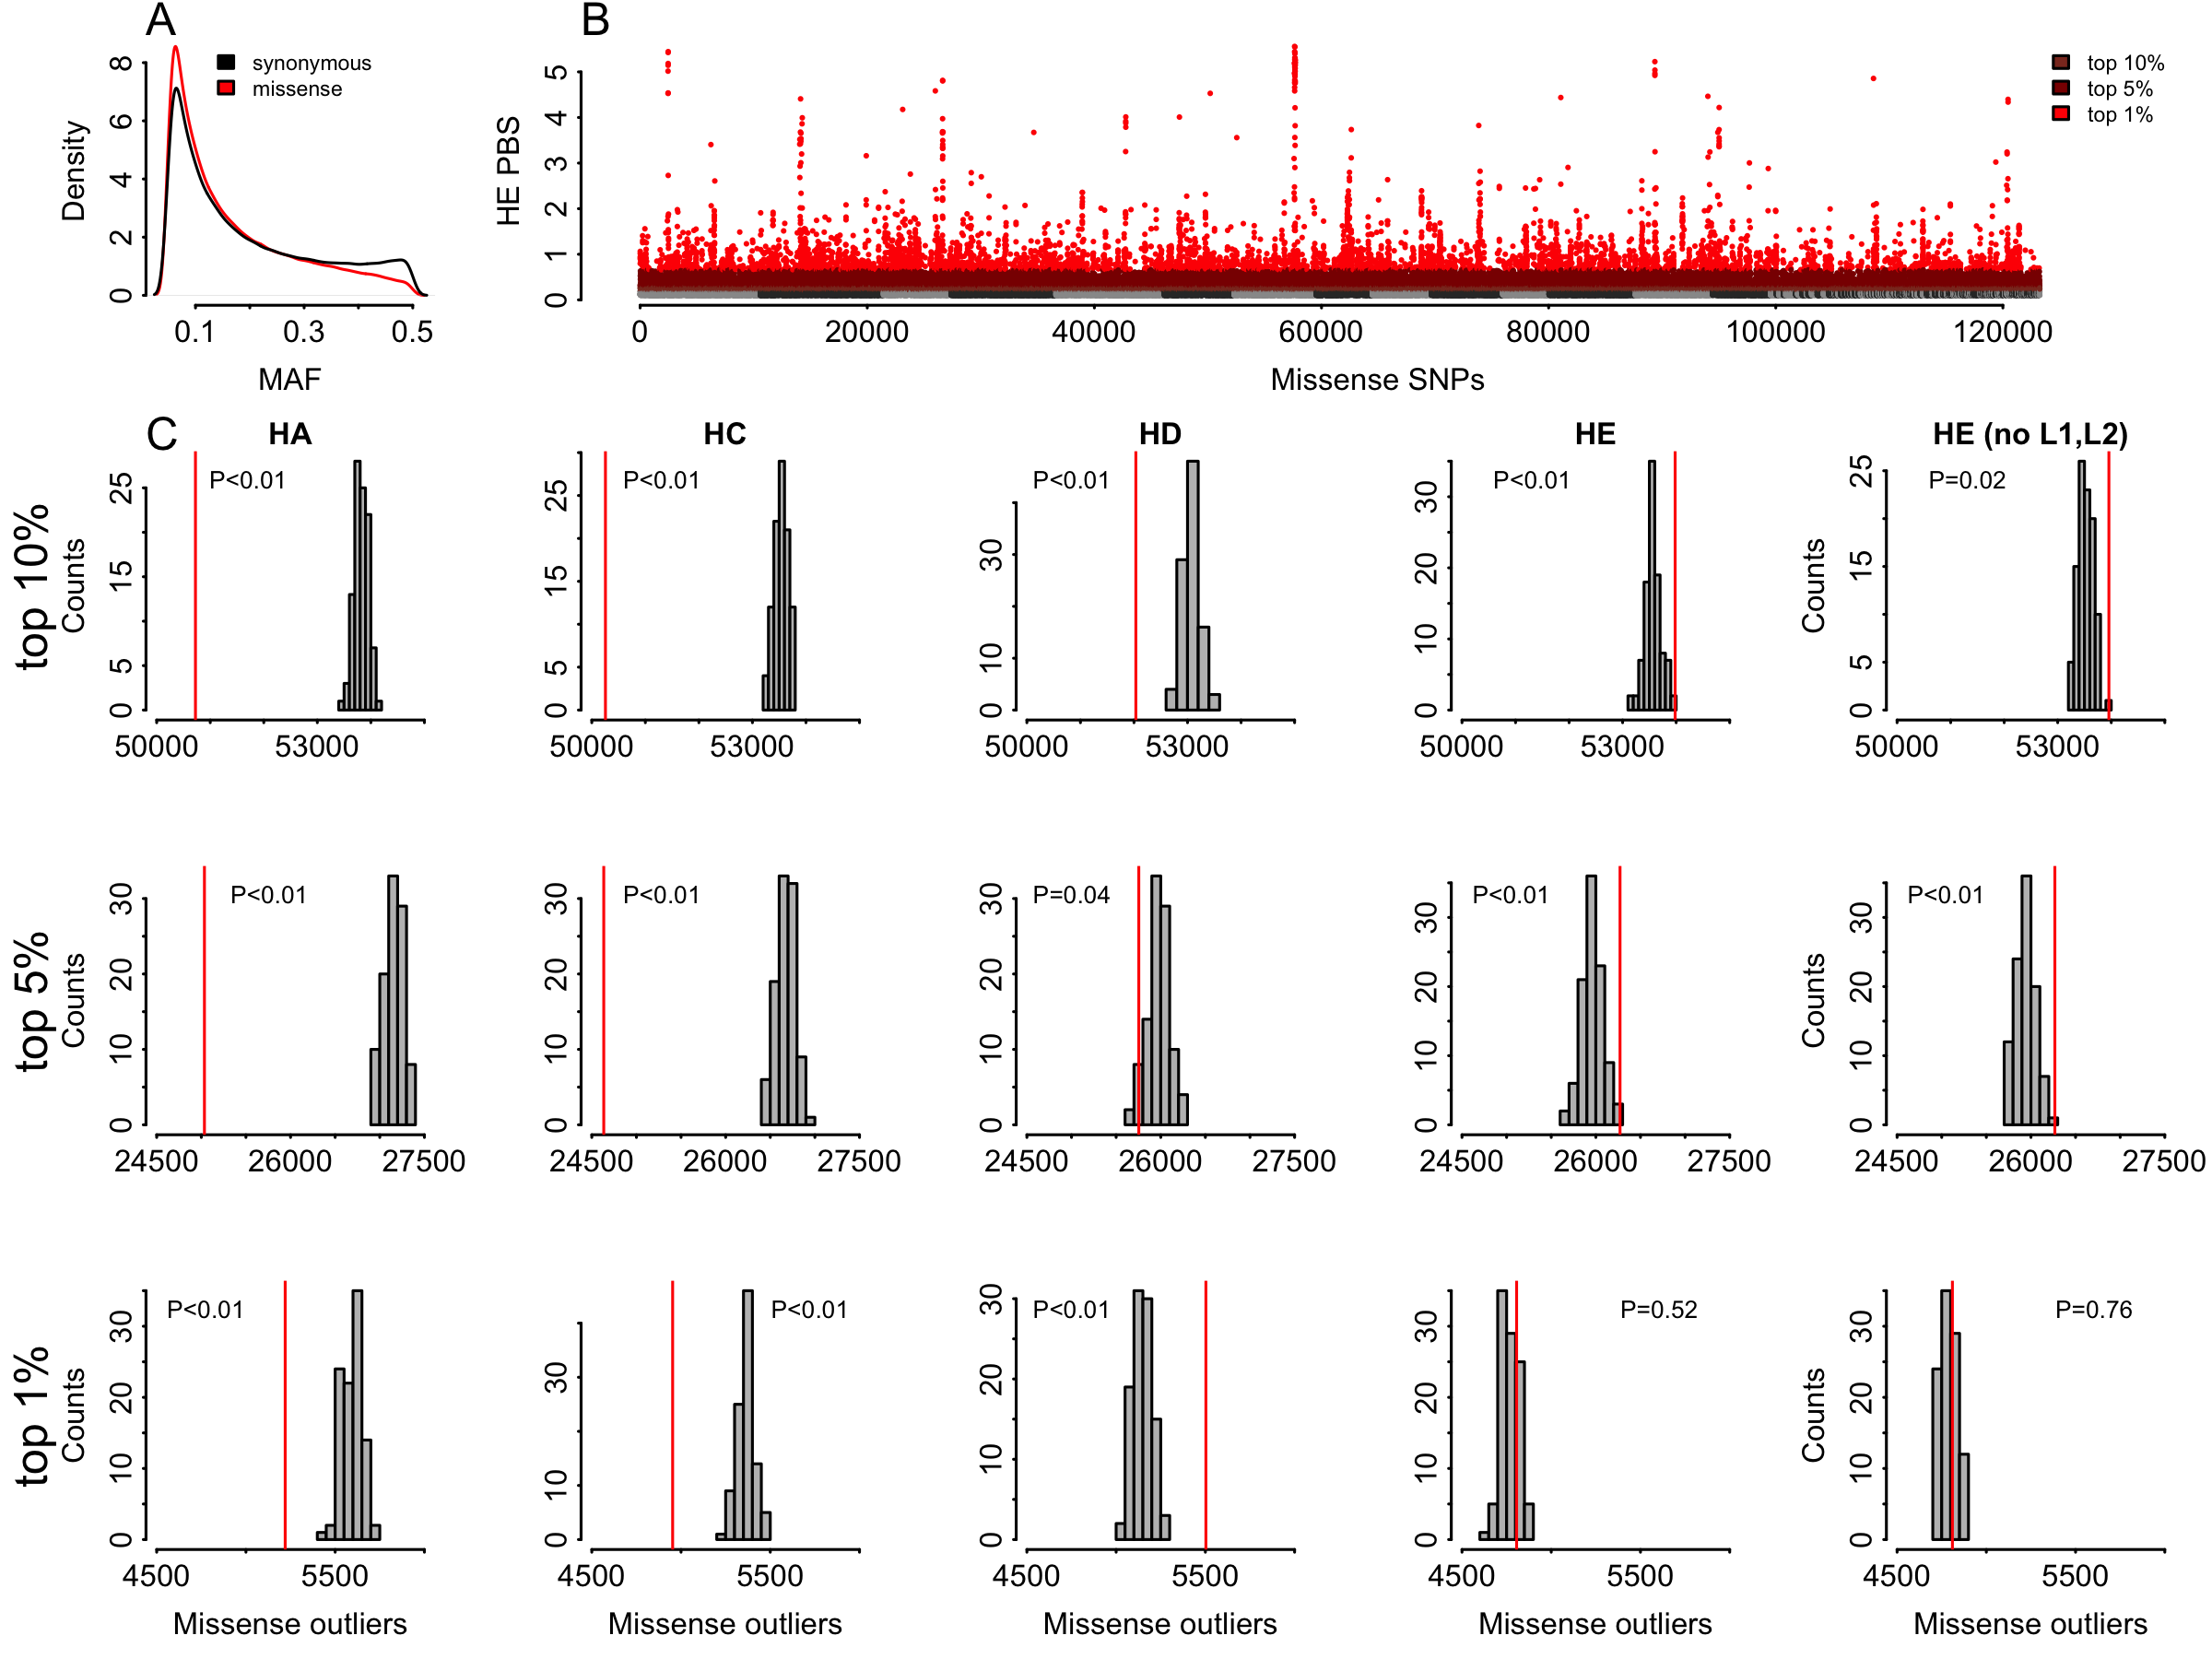 A
8
6
4
2
0
Density
synonymous
missense
0.1 0.3 0.5
MAF
B
5
4
3
2
1
0
HE PBS
top 10%
top 5%
top 1%
0 20000 40000 60000 80000 100000 120000
Missense SNPs
C
HA HC HD HE HE (no L1,L2)
top 10%
Counts
25
15
5
0
P<0.01
50000 53000
25
15
5
0
P<0.01
50000 53000
30
10
0
P<0.01
50000 53000
30
20
10
0
P<0.01
50000 53000
Counts
25
15
5
0
P=0.02
50000 53000
top 5%
Counts
30
20
10
0
P<0.01
24500 26000 27500
30
20
10
0
P<0.01
24500 26000 27500
30
20
10
0
P=0.04
24500 26000 27500
30
20
10
0
P<0.01
24500 26000 27500
Counts
30
20
10
0
P<0.01
24500 26000 27500
top 1%
Counts
30
20
10
0
P<0.01
4500 5500
Missense outliers
30
10
0
P<0.01
4500 5500
Missense outliers
30
20
10
0
P<0.01
4500 5500
Missense outliers
30
20
10
0
P=0.52
4500 5500
Missense outliers
Counts
30
20
10
0
P=0.76
4500 5500
Missense outliers